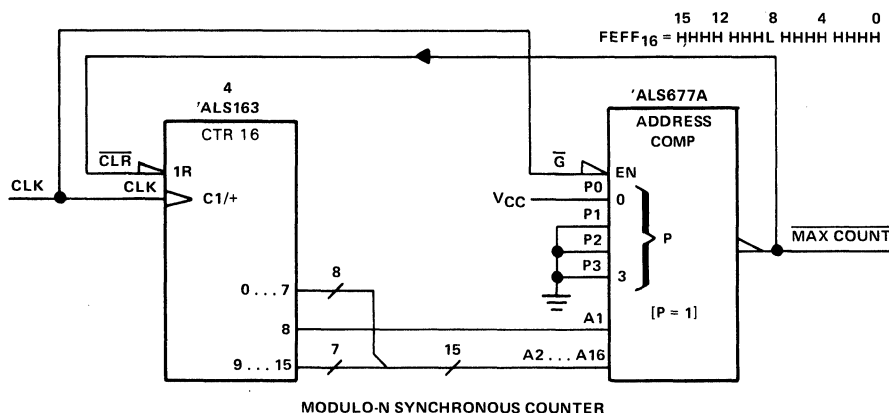 15 12 8 4 0
FEFF16 = HHHH HHHL HHHH HHHH
4
'ALS163
CTR 16
'ALS677A
ADDRESS
COMP
CLR
1R
G
EN
CLK
CLK
C1/+
VCC
P0
0
P1
P2
P
P3
3
MAX COUNT
0 . . . 7
8
[P = 1]
8
A1
9 . . . 15
7
15
A2 . . . A16
MODULO-N SYNCHRONOUS COUNTER